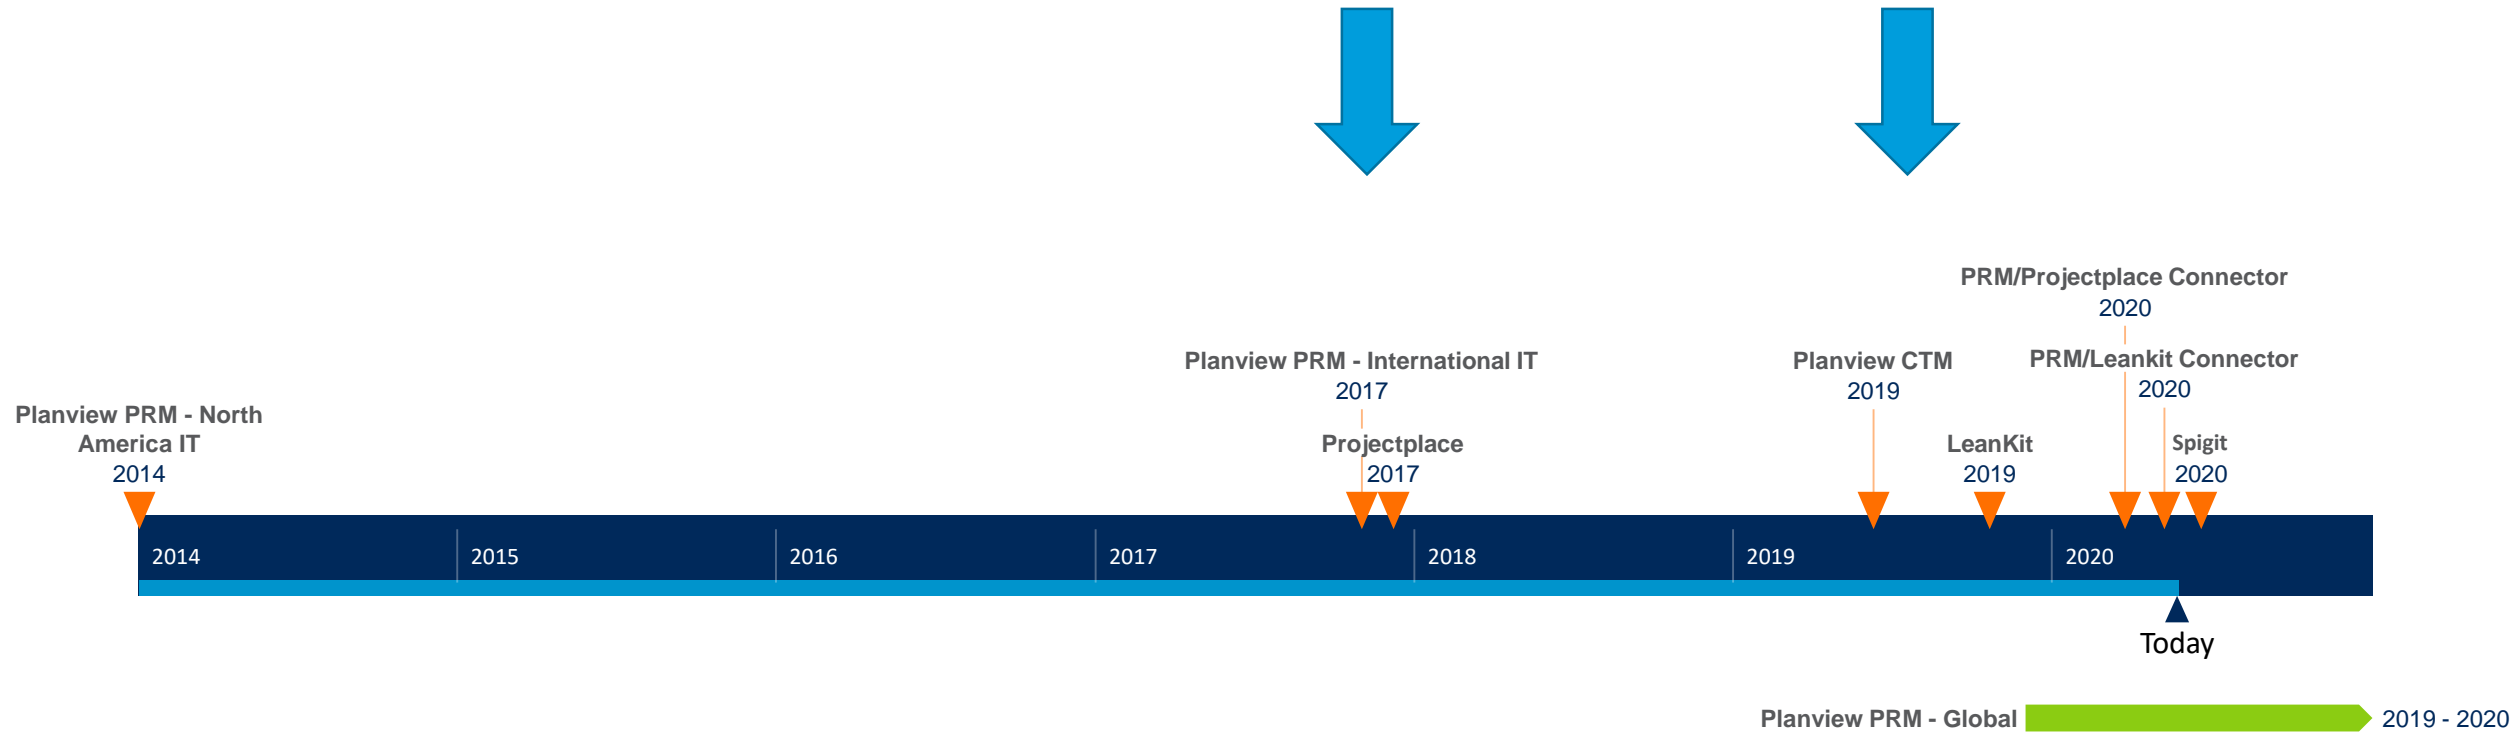 PRM/Projectplace Connector
2020
Planview PRM - International IT
2017
Planview CTM
2019
PRM/Leankit Connector
2020
Planview PRM - North
America IT
2014
Projectplace
2017
LeanKit
2019
Spigit
2020
2014
2015
2016
2017
2018
2019
2020
Today
Planview PRM - Global
2019 - 2020